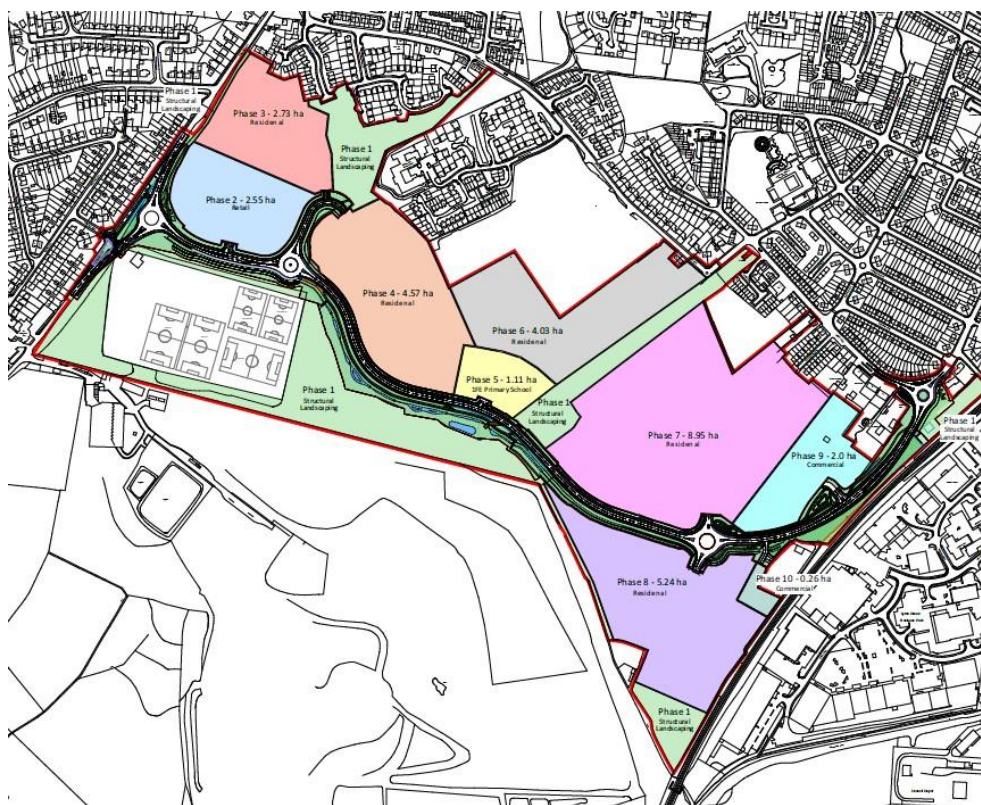 Phase 1
Structural
Landscaping
Phase 3 - 2.73 ha
Residenal
Phase 1
Structural
Landscaping
Phase 2 - 2.55 ha
Retail
Phase 4 - 4.57 ha
Residenal
Phase 6 - 4.03 ha
Residenal
Phase 5 - 1.11 ha
1FE Primary School
Phase 1
Structural
Landscaping
Phase 1
Structural
Landscaping
Phase 7 - 8.95 ha
Residenal
Phase 9 - 2.0 ha
Commercial
Phase 1
Structural
Landscaping
Phase 8 - 5.24 ha
Residenal
Phase 10 - 0.26 ha
Commercial
Phase 1
Structural
Landscaping